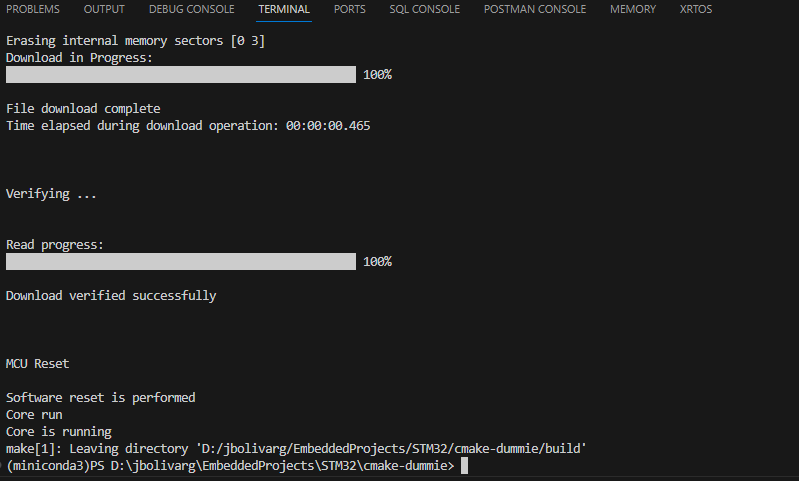 PROBLEMS OUTPUT DEBUG CONSOLE TERMINAL PORTS SQL CONSOLE POSTMAN CONSOLE MEMORY XRTOS
Erasing internal memory sectors [0 3]
Download in Progress:
100%
File download complete
Time elapsed during download operation: 00:00:00.465
Verifying ...
Read progress:
100%
Download verified successfully
MCU Reset
Software reset is performed
Core run
Core is running
make[1]: Leaving directory 'D:/jbolivarg/EmbeddedProjects/STM32/cmake-dummie/build'
(miniconda3)PS D:\jbolivarg\EmbeddedProjects\STM32\cmake-dummie>